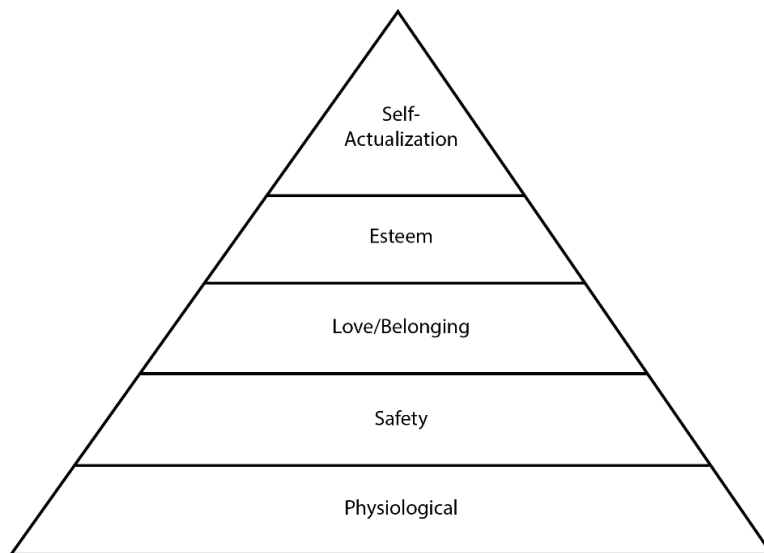 Self-
Actualization
Esteem
Love/Belonging
Safety
Physiological